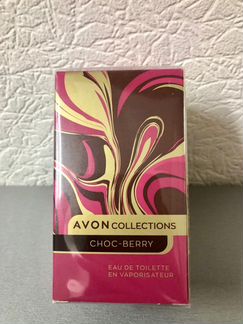 AVON COLLECTIONS
CHOC-BERRY
EAU DE TOILETTE
EN VAPORISATEUR